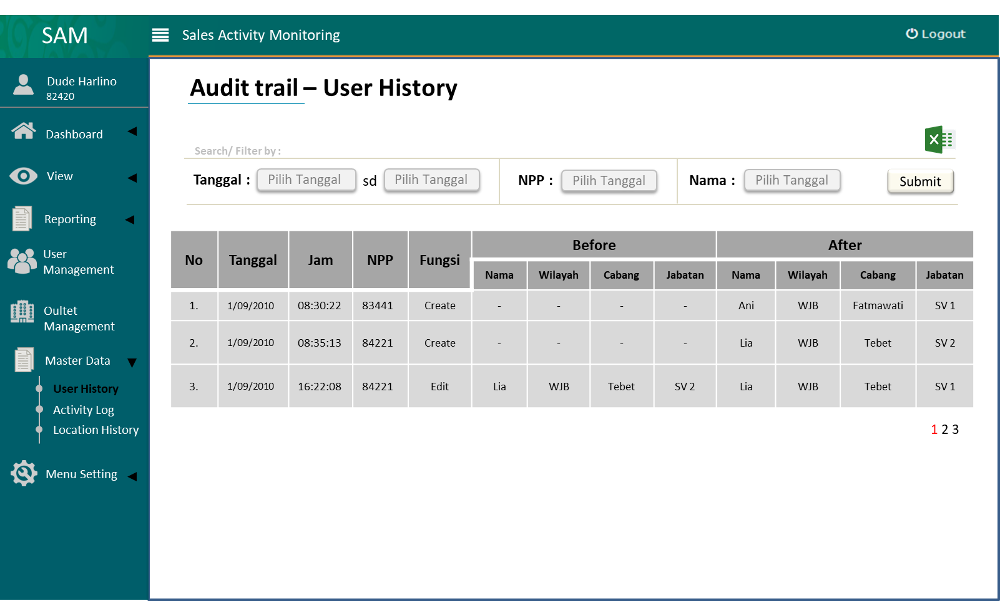 SAM
Sales Activity Monitoring
Logout
Dude Harlino
82420
Dashboard
View
Reporting
User
Management
Oultet
Management
Master Data
User History
Activity Log
Location History
Menu Setting
Audit trail – User History
Search/ Filter by :
Tanggal : Pilih Tanggal sd Pilih Tanggal NPP : Pilih Tanggal Nama : Pilih Tanggal Submit
No Tanggal Jam NPP Fungsi Before After
Nama Wilayah Cabang Jabatan Nama Wilayah Cabang Jabatan
1. 1/09/2010 08:30:22 83441 Create - - - - Ani WJB Fatmawati SV 1
2. 1/09/2010 08:35:13 84221 Create - - - - Lia WJB Tebet SV 2
3. 1/09/2010 16:22:08 84221 Edit Lia WJB Tebet SV 2 Lia WJB Tebet SV 1
1 2 3